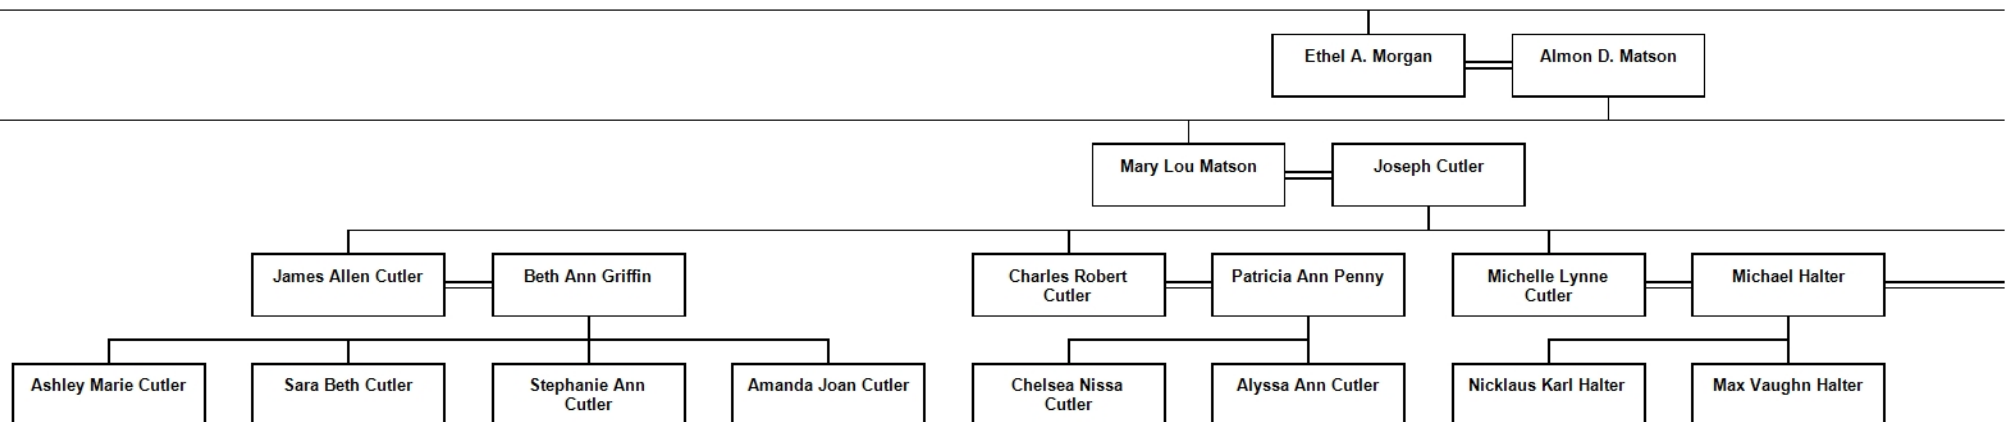 Ethel A. Morgan
Almon D. Matson
Mary Lou Matson
Joseph Cutler
James Allen Cutler
Beth Ann Griffin
Charles Robert
Cutler
Patricia Ann Penny
Michelle Lynne
Cutler
Michael Halter
Ashley Marie Cutler
Sara Beth Cutler
Stephanie Ann
Cutler
Amanda Joan Cutler
Chelsea Nissa
Cutler
Alyssa Ann Cutler
Nicklaus Karl Halter
Max Vaughn Halter